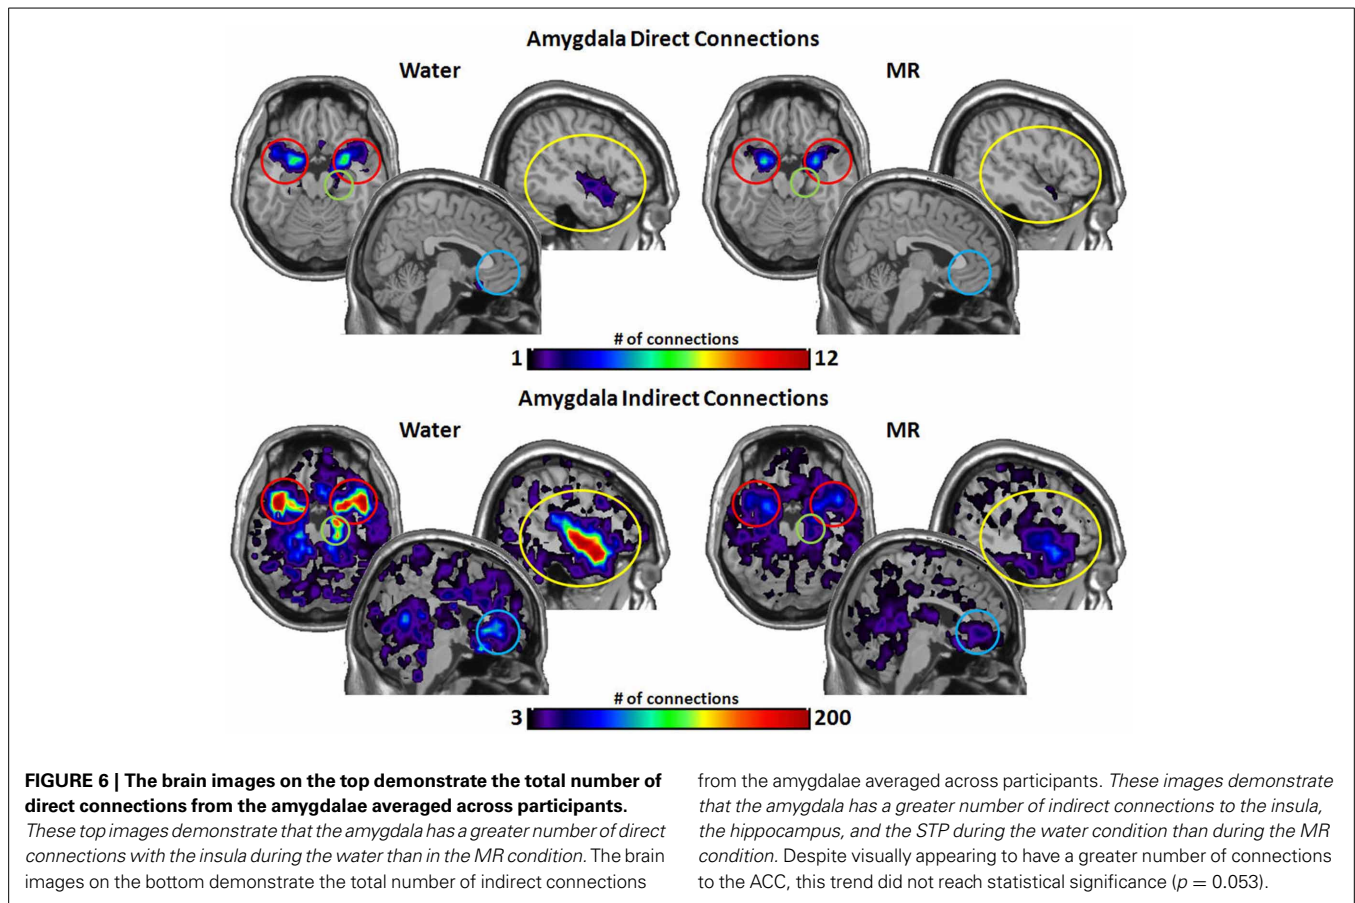 Amygdala Direct Connections
Water
MR
# of connections
1
12
Amygdala Indirect Connections
Water
MR
# of connections
3
200
FIGURE 6 | The brain images on the top demonstrate the total number of
direct connections from the amygdalae averaged across participants.
These top images demonstrate that the amygdala has a greater number of direct
connections with the insula during the water than in the MR condition. The brain
images on the bottom demonstrate the total number of indirect connections
from the amygdalae averaged across participants. These images demonstrate
that the amygdala has a greater number of indirect connections to the insula,
the hippocampus, and the STP during the water condition than during the MR
condition. Despite visually appearing to have a greater number of connections
to the ACC, this trend did not reach statistical significance (p = 0.053).